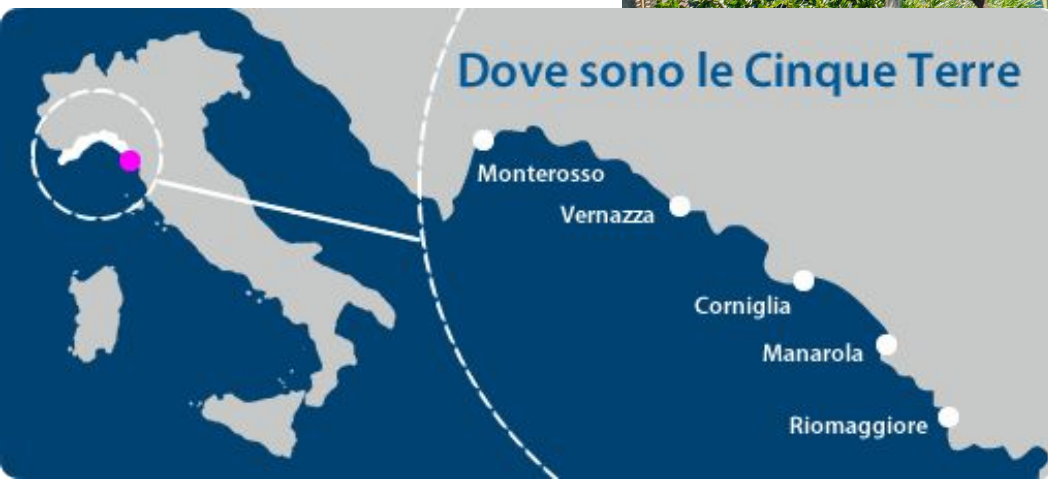 Dove sono le Cinque Terre
Monterosso
Vernazza
Corniglia
Manarola
Riomaggiore